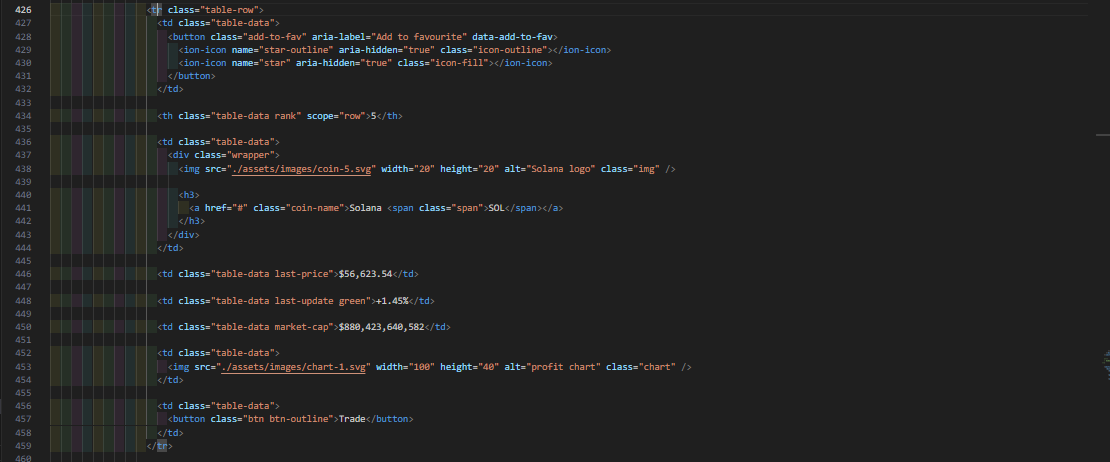 426 <tr class="table-row">
427 <td class="table-data">
428 <button class="add-to-fav" aria-label="Add to favourite" data-add-to-fav>
429 <ion-icon name="star-outline" aria-hidden="true" class="icon-outline"></ion-icon>
430 <ion-icon name="star" aria-hidden="true" class="icon-fill"></ion-icon>
431 </button>
432 </td>
433
434 <th class="table-data rank" scope="row">5</th>
435
436 <td class="table-data">
437 <div class="wrapper">
438 <img src="./assets/images/coin-5.svg" width="20" height="20" alt="Solana logo" class="img" />
439
440 <h3>
441 <a href="#" class="coin-name">Solana <span class="span">SOL</span></a>
442 </h3>
443 </div>
444 </td>
445
446 <td class="table-data last-price">$56,623.54</td>
447
448 <td class="table-data last-update green">+1.45%</td>
449
450 <td class="table-data market-cap">$880,423,640,582</td>
451
452 <td class="table-data">
453 <img src="./assets/images/chart-1.svg" width="100" height="40" alt="profit chart" class="chart" />
454 </td>
455
456 <td class="table-data">
457 <button class="btn btn-outline">Trade</button>
458 </td>
459 </tr>
460